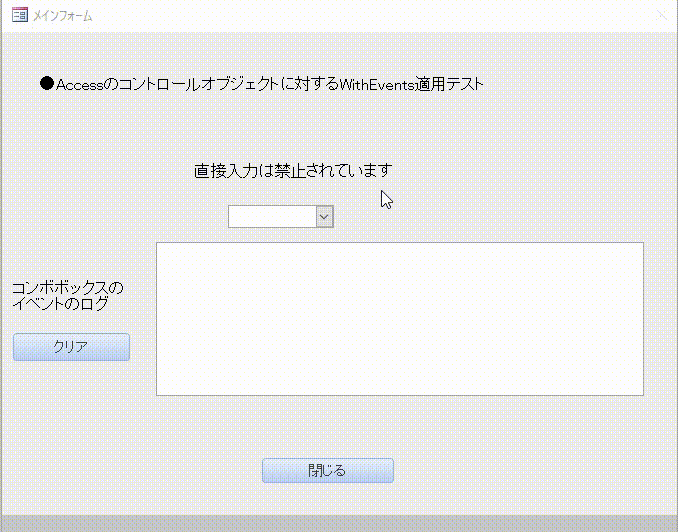 メインフォーム
●AccessのコントロールオブジェクトにWithEvents適用テスト
直接入力は禁止されています
コンボボックスの
イベントのログ
クリア
閉じる